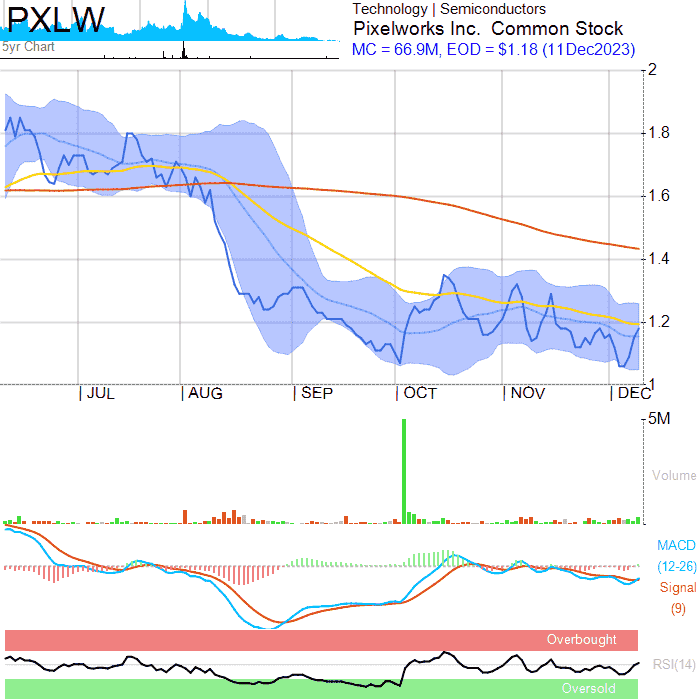 PXLW
5yr Chart
Technology | Semiconductors
Pixelworks Inc. Common Stock
MC = 66.9M, EOD = $1.18 (11Dec2023)
2
1.8
1.6
1.4
1.2
1
| JUL | AUG | SEP | OCT | NOV | DEC
5M
Volume
MACD
(12-26)
Signal
(9)
Overbought
RSI(14)
Oversold